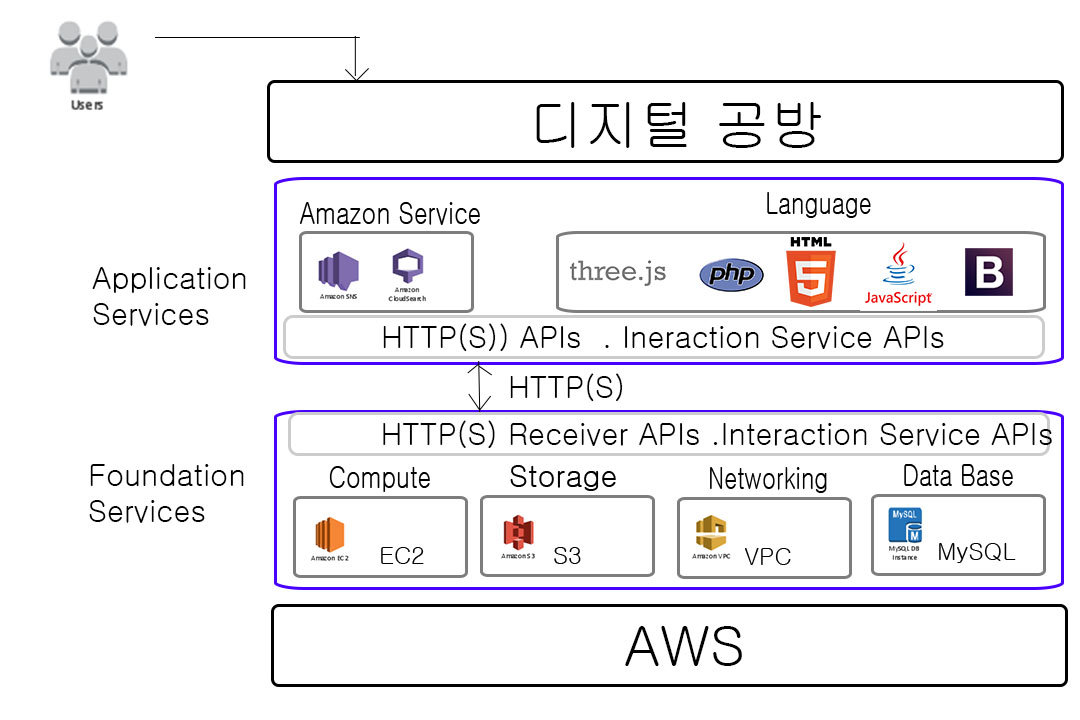 Users
디지털 공방
Application
Services
Amazon Service
Language
Amazon SNS
Amazon
CloudSearch
three.js
php
HTML
5
JavaScript
B
HTTP(S)) APIs . Ineraction Service APIs
HTTP(S)
HTTP(S) Receiver APIs .Interaction Service APIs
Foundation
Services
Compute
Storage
Networking
Data Base
Amazon EC2
EC2
Amazon S3
S3
Amazon VPC
VPC
MySQL
M
MySQL DB
Instance
MySQL
AWS